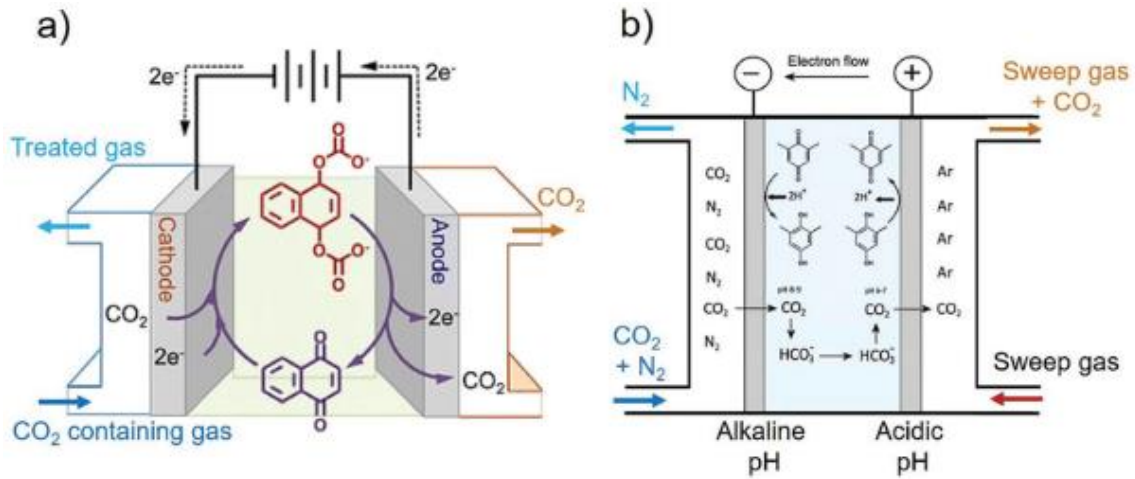 a)
2e-
2e-
Treated gas
CO2
Cathode
Anode
O
O
O-
O
O
CO2
2e-
2e-
O
O-
O
O
CO2
CO2 containing gas
b)
−
Electron flow
+
Sweep gas
+ CO2
N2
CO2
N2
CO2
N2
CO2
N2
2H+
2H+
Ar
Ar
Ar
Ar
CO2
CO2
CO2
HCO3-
HCO3-
CO2
+ N2
Sweep gas
Alkaline
pH
Acidic
pH